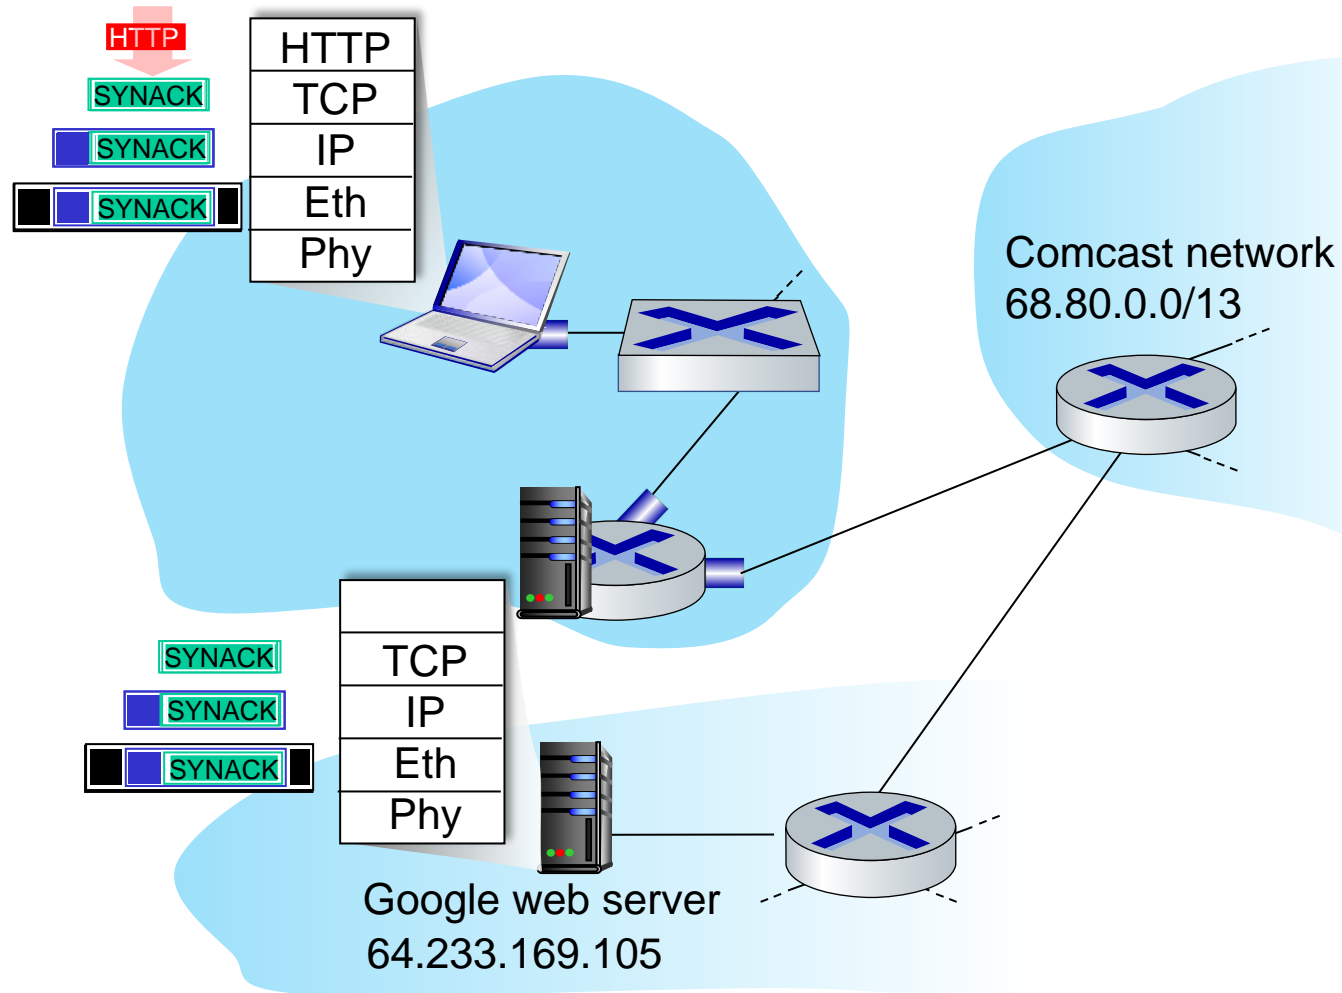 HTTP
HTTP
SYNACK
TCP
SYNACK
IP
SYNACK
Eth
Phy
Comcast network
68.80.0.0/13
SYNACK
TCP
SYNACK
IP
SYNACK
Eth
Phy
Google web server
64.233.169.105